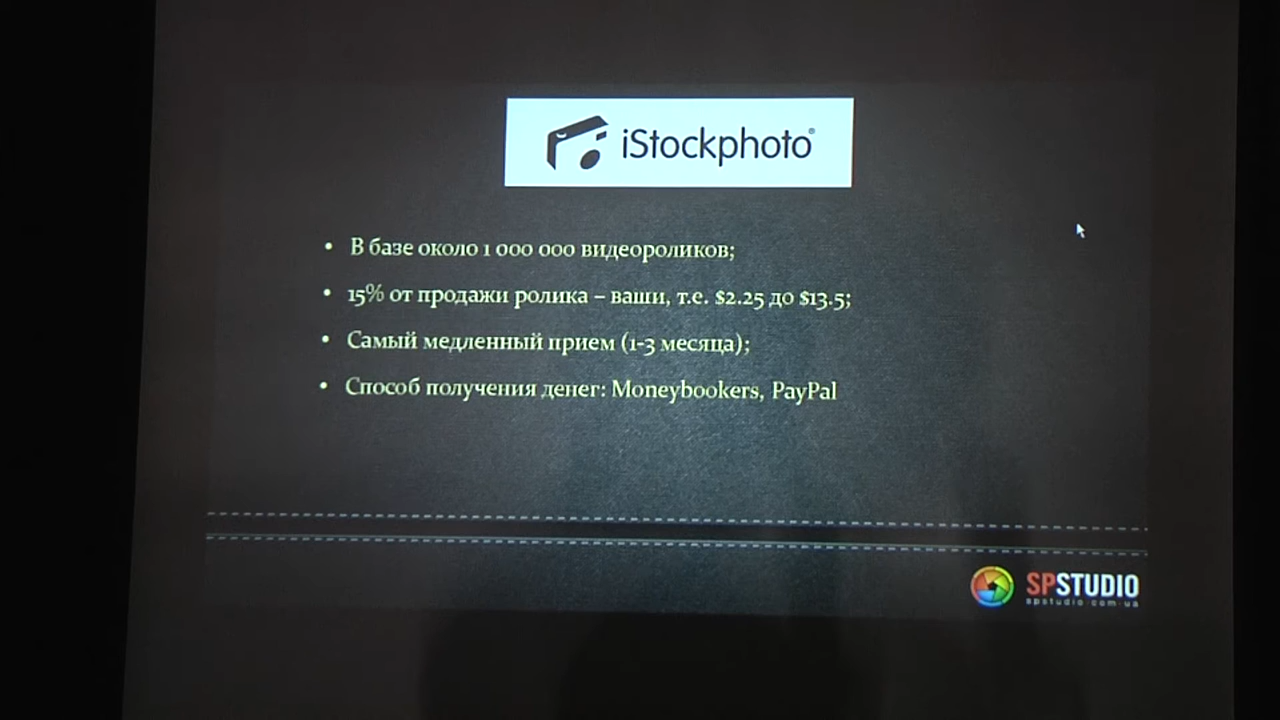 iStockphoto®
• В базе около 1 000 000 видеороликов;
• 15% от продажи ролика – ваши, т.е. $2.25 до $13.5;
• Самый медленный прием (1-3 месяца);
• Способ получения денег: Moneybookers, PayPal
SPSTUDIO
spstudio.com.ua